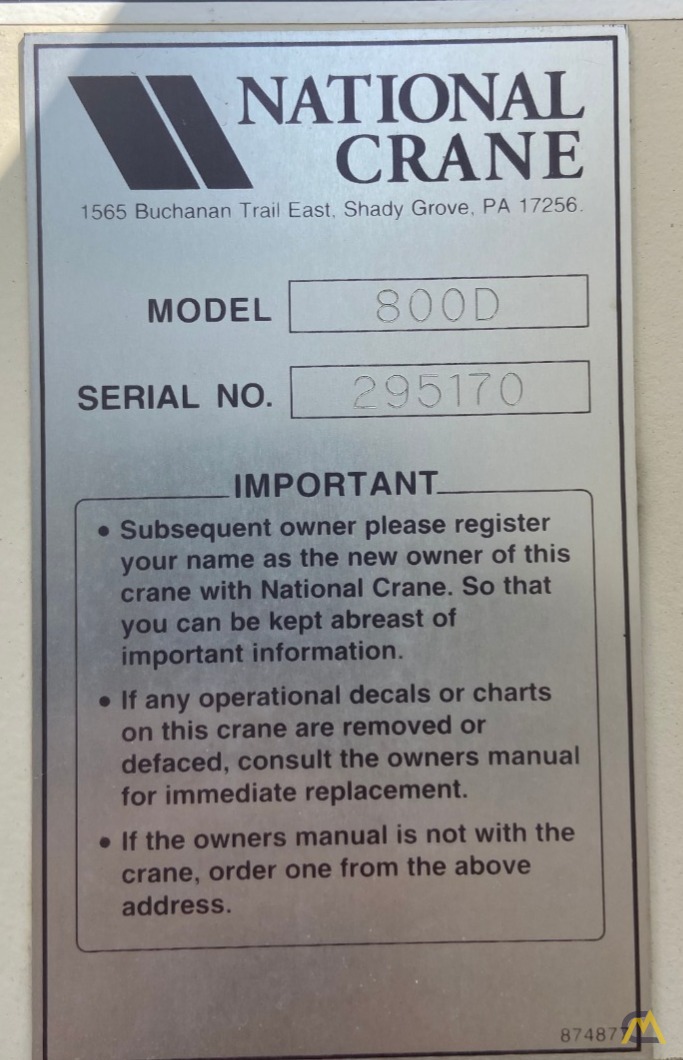 NATIONAL
CRANE
1565 Buchanan Trail East, Shady Grove, PA 17256.
MODEL 800D
SERIAL NO. 295170
IMPORTANT
• Subsequent owner please register
your name as the new owner of this
crane with National Crane. So that
you can be kept abreast of
important information.
• If any operational decals or charts
on this crane are removed or
defaced, consult the owners manual
for immediate replacement.
• If the owners manual is not with the
crane, order one from the above
address.